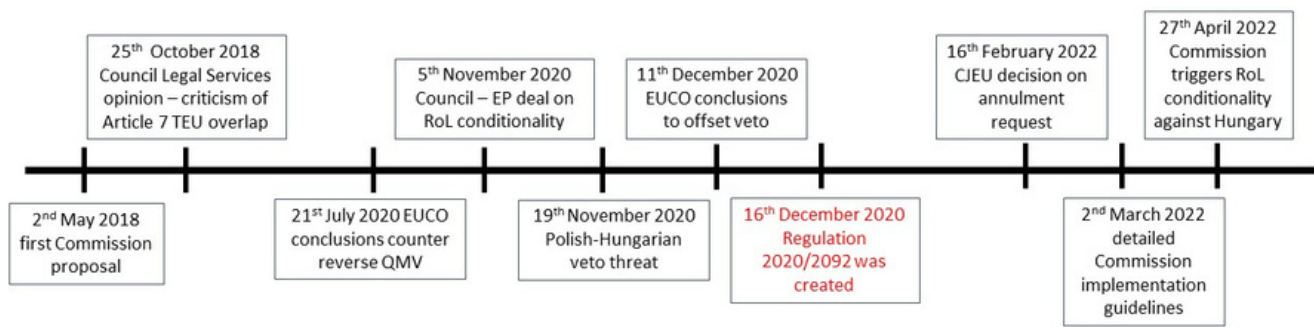 2nd May 2018
first Commission
proposal
25th October 2018
Council Legal Services
opinion – criticism of
Article 7 TEU overlap
21st July 2020 EUCO
conclusions counter
reverse QMV
5th November 2020
Council – EP deal on
RoL conditionality
19th November 2020
Polish-Hungarian
veto threat
11th December 2020
EUCO conclusions
to offset veto
16th December 2020
Regulation
2020/2092 was
created
16th February 2022
CJEU decision on
annulment
request
2nd March 2022
detailed
Commission
implementation
guidelines
27th April 2022
Commission
triggers RoL
conditionality
against Hungary